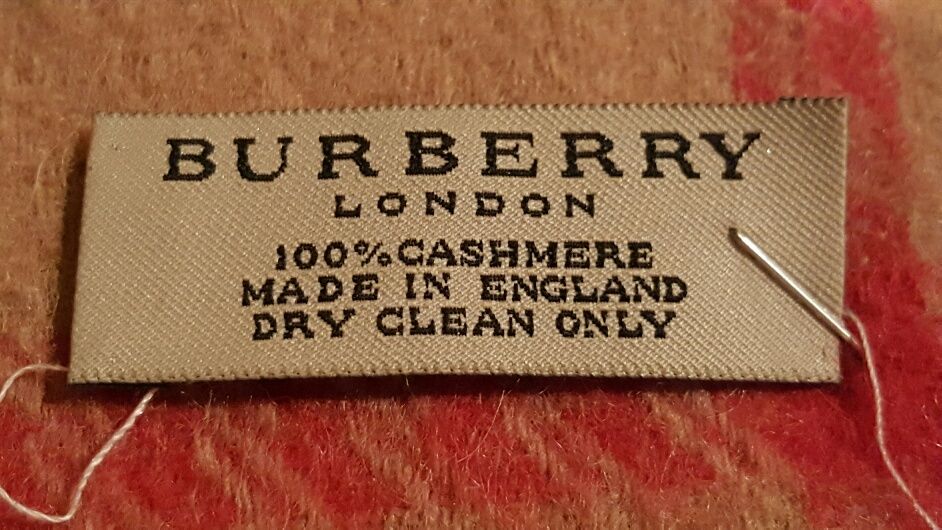 BURBERRY
LONDON
100% CASHMERE
MADE IN ENGLAND
DRY CLEAN ONLY